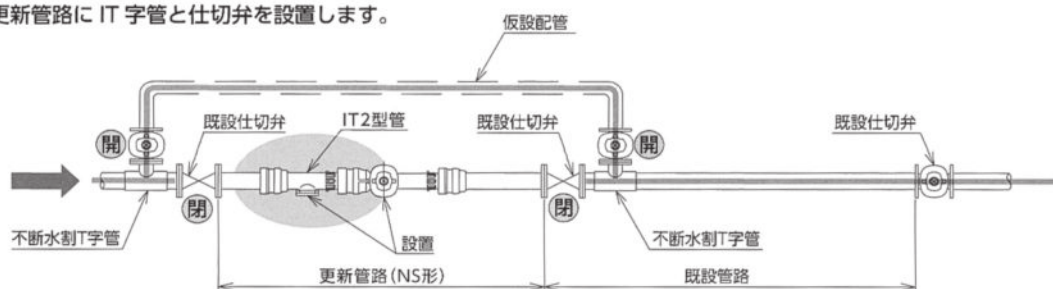 更新管路に IT 字管と仕切弁を設置します。
仮設配管
開
既設仕切弁
IT2型管
既設仕切弁
開
既設仕切弁
閉
閉
不断水割T字管
設置
不断水割T字管
更新管路(NS形)
既設管路